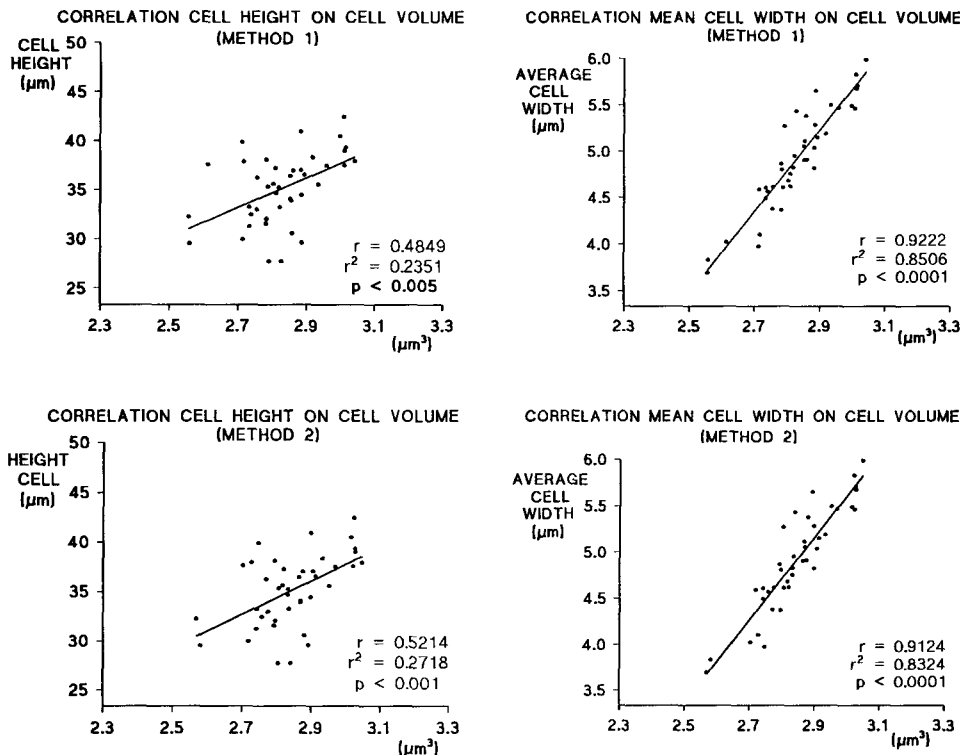 CORRELATION CELL HEIGHT ON CELL VOLUME
(METHOD 1)
CELL
HEIGHT
(µm)
50
45
40
35
30
25
r = 0.4849
r² = 0.2351
p < 0.005
2.3 2.5 2.7 2.9 3.1 3.3
(µm³)
CORRELATION MEAN CELL WIDTH ON CELL VOLUME
(METHOD 1)
AVERAGE
CELL
WIDTH
(µm)
6.0
5.5
5.0
4.5
4.0
3.5
r = 0.9222
r² = 0.8506
p < 0.0001
2.3 2.5 2.7 2.9 3.1 3.3
(µm³)
CORRELATION CELL HEIGHT ON CELL VOLUME
(METHOD 2)
HEIGHT
CELL
(µm)
50
45
40
35
30
25
r = 0.5214
r² = 0.2718
p < 0.001
2.3 2.5 2.7 2.9 3.1 3.3
(µm³)
CORRELATION MEAN CELL WIDTH ON CELL VOLUME
(METHOD 2)
AVERAGE
CELL
WIDTH
(µm)
6.0
5.5
5.0
4.5
4.0
3.5
r = 0.9124
r² = 0.8324
p < 0.0001
2.3 2.5 2.7 2.9 3.1 3.3
(µm³)